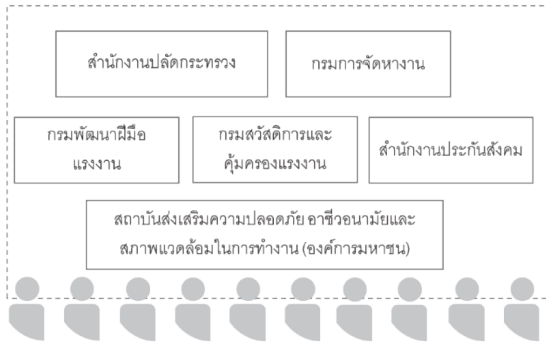 สำนักงานปลัดกระทรวง
กรมการจัดหางาน
กรมพัฒนาฝีมือ
แรงงาน
กรมสวัสดิการและ
คุ้มครองแรงงาน
สำนักงานประกันสังคม
สถาบันส่งเสริมความปลอดภัย อาชีวอนามัยและ
สภาพแวดล้อมในการทำงาน (องค์การมหาชน)